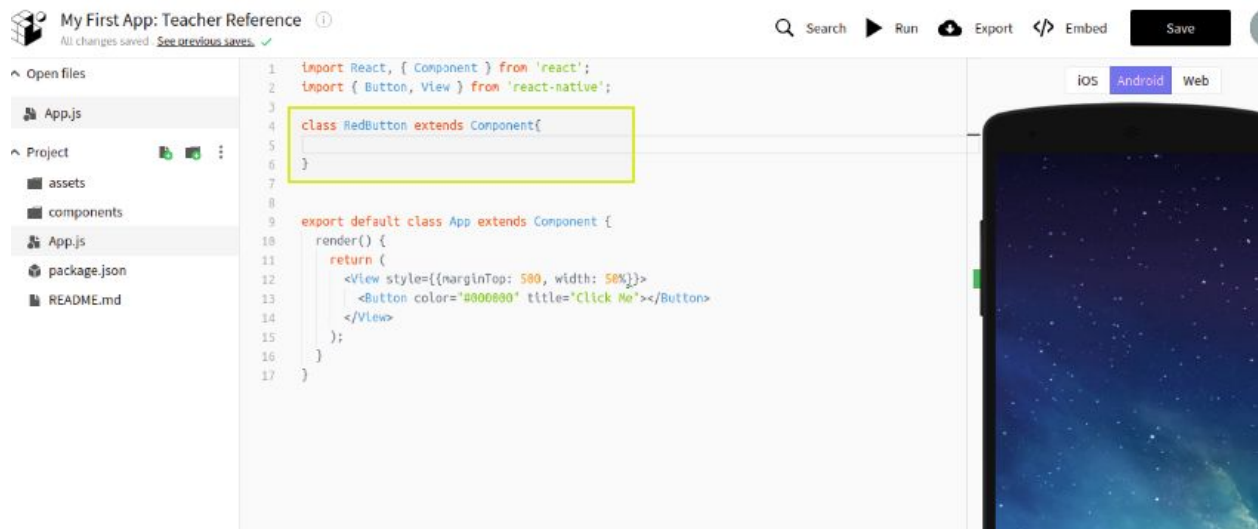 My First App: Teacher Reference
All changes saved. See previous saves.
Search Run Export Embed Save
Open files
App.js
Project
assets
components
App.js
package.json
README.md
1 import React, { Component } from 'react';
2 import { Button, View } from 'react-native';
3
4 class RedButton extends Component{
5
6 }
7
8
9 export default class App extends Component {
10 render() {
11 return (
12 <View style={{marginTop: 500, width: 50%}}>
13 <Button color="#000000" title="Click Me"></Button>
14 </View>
15 );
16 }
17 }
iOS Android Web